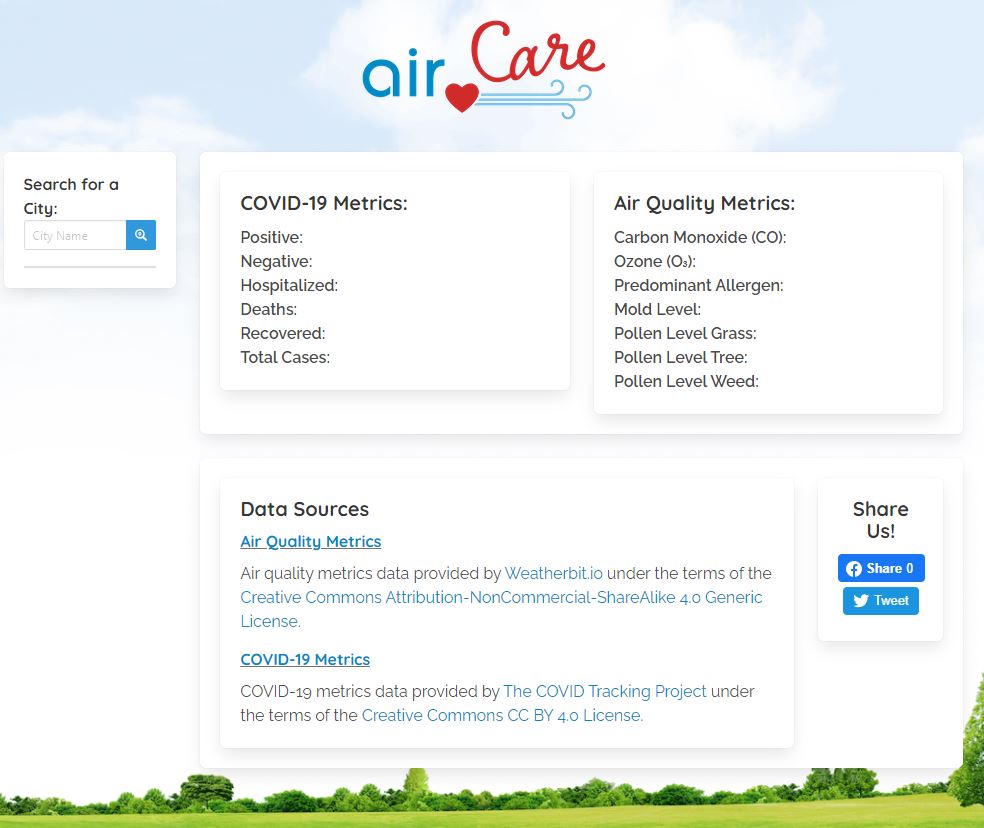 air Care
Search for a
City:
City Name
COVID-19 Metrics:
Positive:
Negative:
Hospitalized:
Deaths:
Recovered:
Total Cases:
Air Quality Metrics:
Carbon Monoxide (CO):
Ozone (O₃):
Predominant Allergen:
Mold Level:
Pollen Level Grass:
Pollen Level Tree:
Pollen Level Weed:
Data Sources
Air Quality Metrics
Air quality metrics data provided by Weatherbit.io under the terms of the
Creative Commons Attribution-NonCommercial-ShareAlike 4.0 Generic
License.
COVID-19 Metrics
COVID-19 metrics data provided by The COVID Tracking Project under
the terms of the Creative Commons CC BY 4.0 License.
Share
Us!
Share 0
Tweet